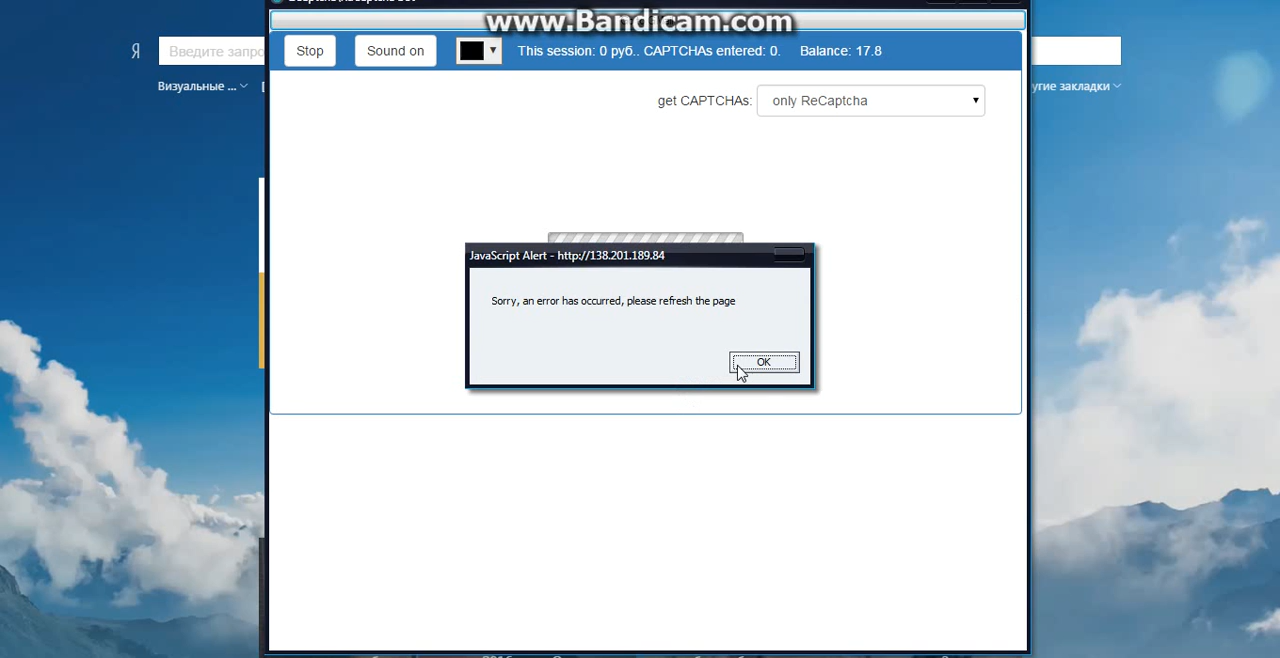 www.Bandicam.com
Я
Введите запро
Stop
Sound on
This session: 0 руб.. CAPTCHAs entered: 0.
Balance: 17.8
Визуальные ...
угие закладки
get CAPTCHAs:
only ReCaptcha
JavaScript Alert - http://138.201.189.84
Sorry, an error has occurred, please refresh the page
OK